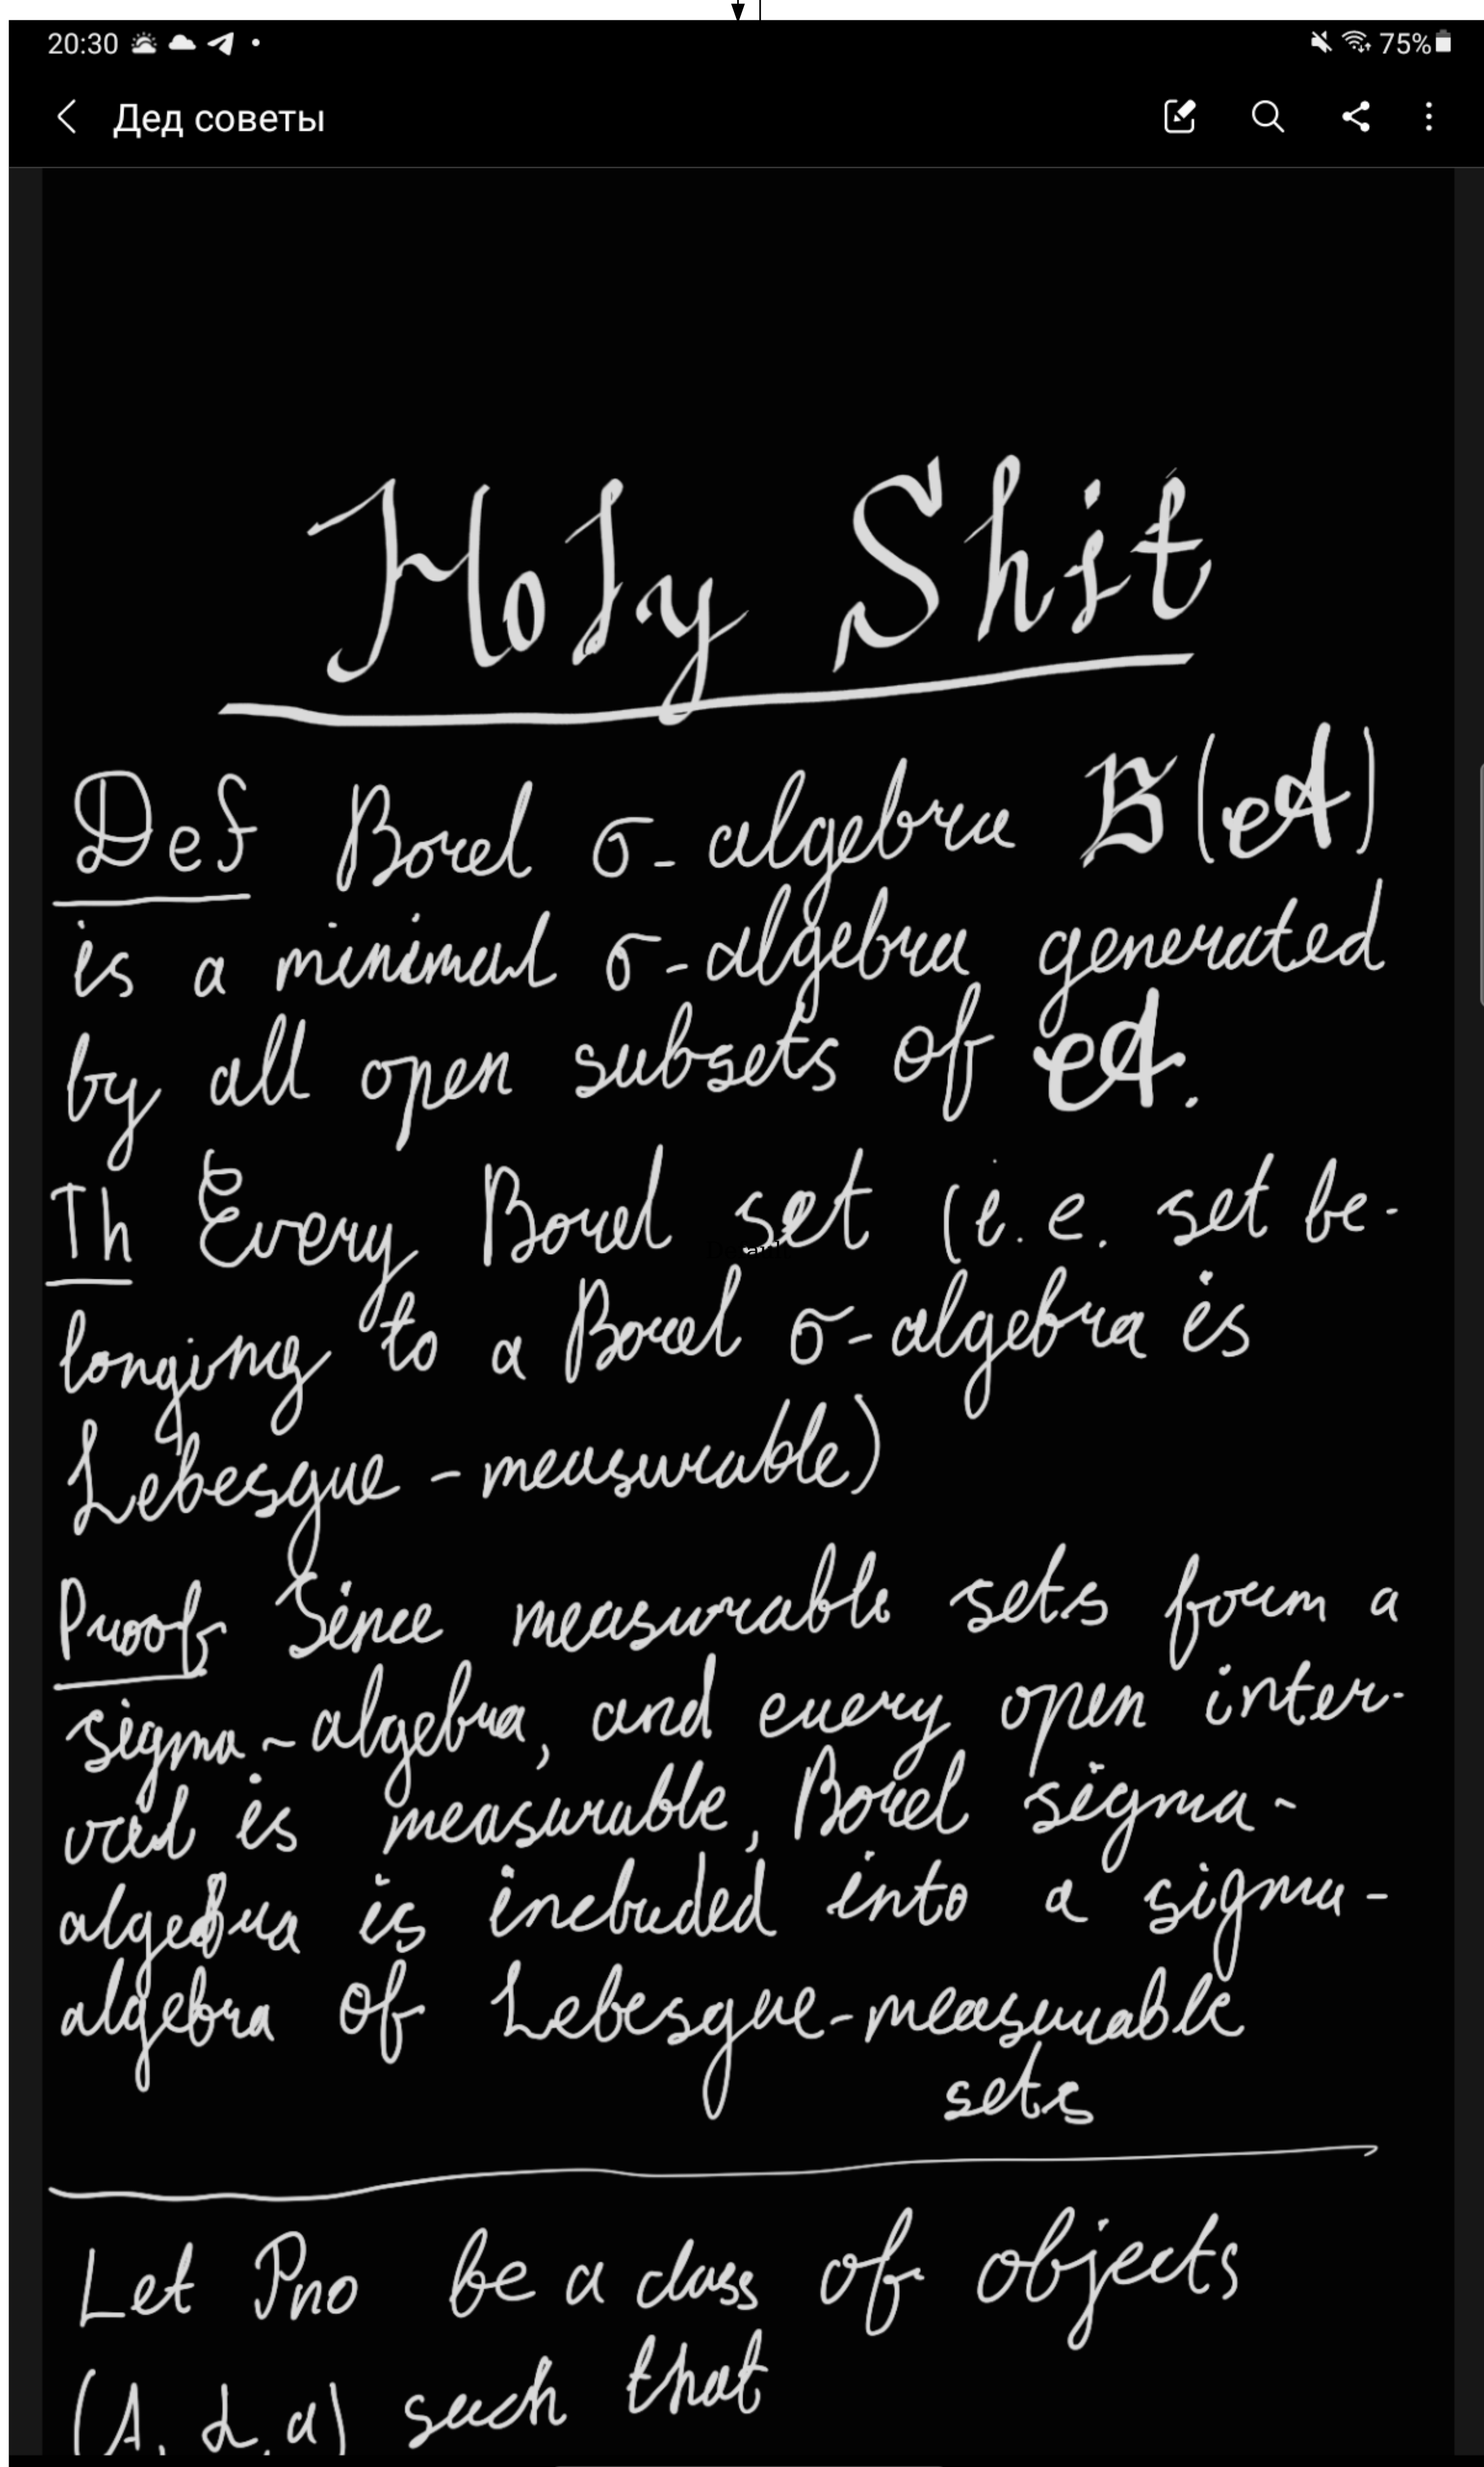 20:30 75%
Дед советы
Holy Shit
Def Borel σ-algebra B(A)
is a minimal σ-algebra generated
by all open subsets of A.
Th Every Borel set (i.e. set be-
longing to a Borel σ-algebra is
Lebesgue-measurable)
Proof Since measurable sets form a
sigma-algebra, and every open inter-
val is measurable, Borel sigma-
algebra is included into a sigma-
algebra of Lebesgue-measurable
sets
Let Pno be a class of objects
(A, α, a) such that